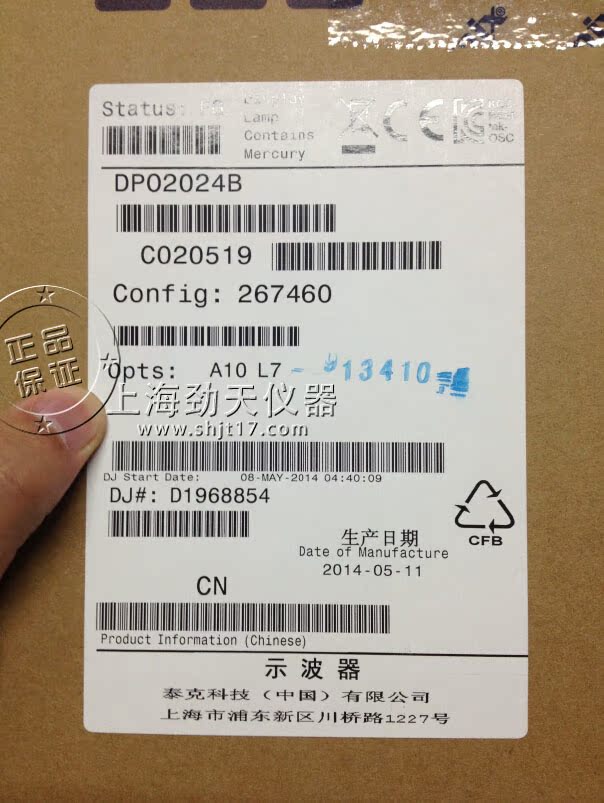 Status:
Display
Lamp
Contains
Mercury
DPO2024B
C020519
Config: 267460
Opts: A10 L7
13410
正品
保证
上海劲天仪器
www.shjt17.com
DJ Start Date: 08-MAY-2014 04:40:09
DJ#: D1968854
CFB
生产日期
Date of Manufacture
2014-05-11
CN
Product Information (Chinese)
示波器
泰克科技（中国）有限公司
上海市浦东新区川桥路1227号